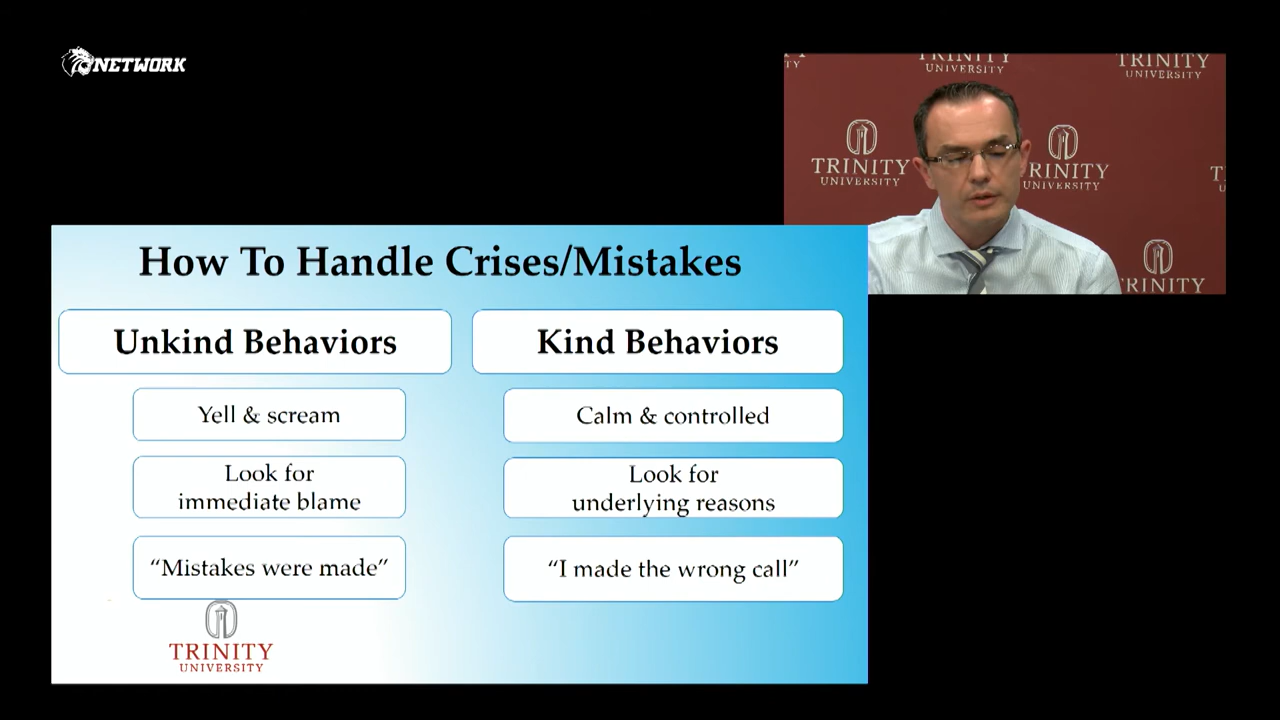 NETWORK
TY
TRINITY
UNIVERSITY
TRINITY
UNIVERSITY
TRINITY
UNIVERSITY
RINITY
UNIVERSITY
T
U
TRINITY
How To Handle Crises/Mistakes
Unkind Behaviors
Kind Behaviors
Yell & scream
Calm & controlled
Look for
immediate blame
Look for
underlying reasons
“Mistakes were made”
“I made the wrong call”
TRINITY
UNIVERSITY